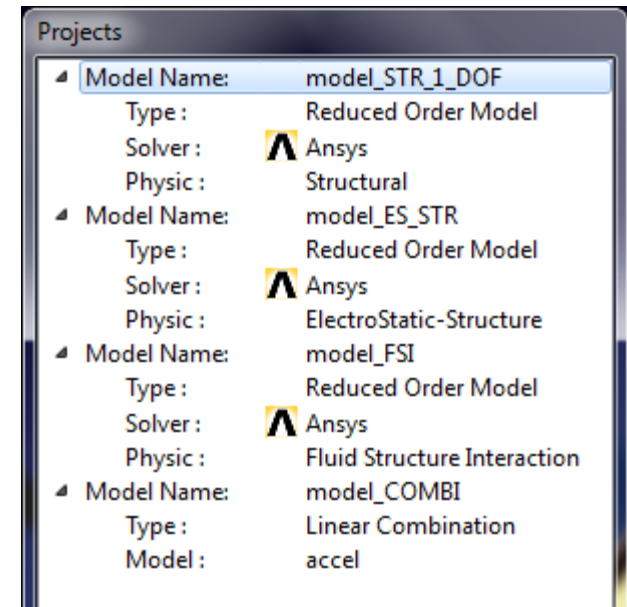 Projects
Model Name: model_STR_1_DOF
Type : Reduced Order Model
Solver : Ansys
Physic : Structural
Model Name: model_ES_STR
Type : Reduced Order Model
Solver : Ansys
Physic : ElectroStatic-Structure
Model Name: model_FSI
Type : Reduced Order Model
Solver : Ansys
Physic : Fluid Structure Interaction
Model Name: model_COMBI
Type : Linear Combination
Model : accel